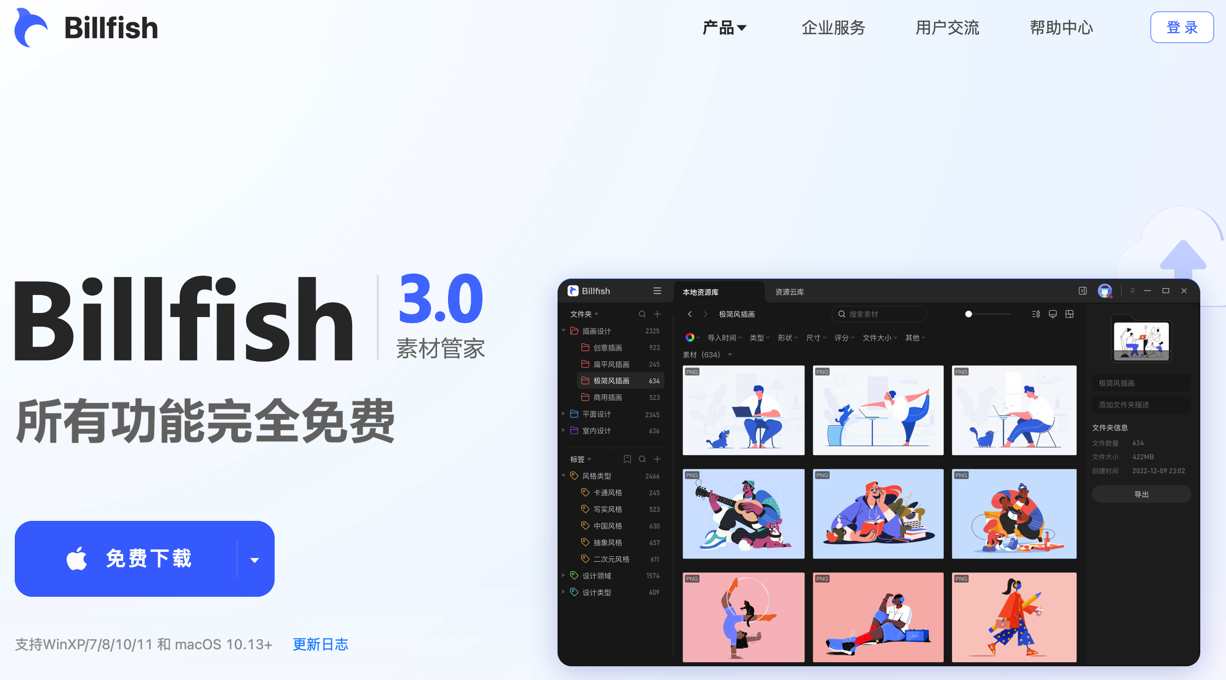 Billfish
产品 企业服务 用户交流 帮助中心 登录
Billfish 3.0
素材管家
所有功能完全免费
免费下载
支持WinXP/7/8/10/11 和 macOS 10.13+ 更新日志
Billfish 本地资源库 资源云库
文件夹
插画设计 2325
创意插画 923
扁平风插画 245
极简风插画 634
商用插画 523
平面设计 2345
室内设计 636
标签
风格类型 2466
卡通风格 245
写实风格 523
中国风格 630
抽象风格 457
二次元风格 611
设计领域 1574
设计类型 609
极简风插画 搜索素材
导入时间 类型 形状 尺寸 评分 文件大小 其他
素材（634）
PNG PNG PNG
PNG PNG PNG
PNG PNG PNG
极简风插画
添加文件夹描述
文件夹信息
文件数量 634
文件大小 422MB
创建时间 2022-12-09 23:02
导出